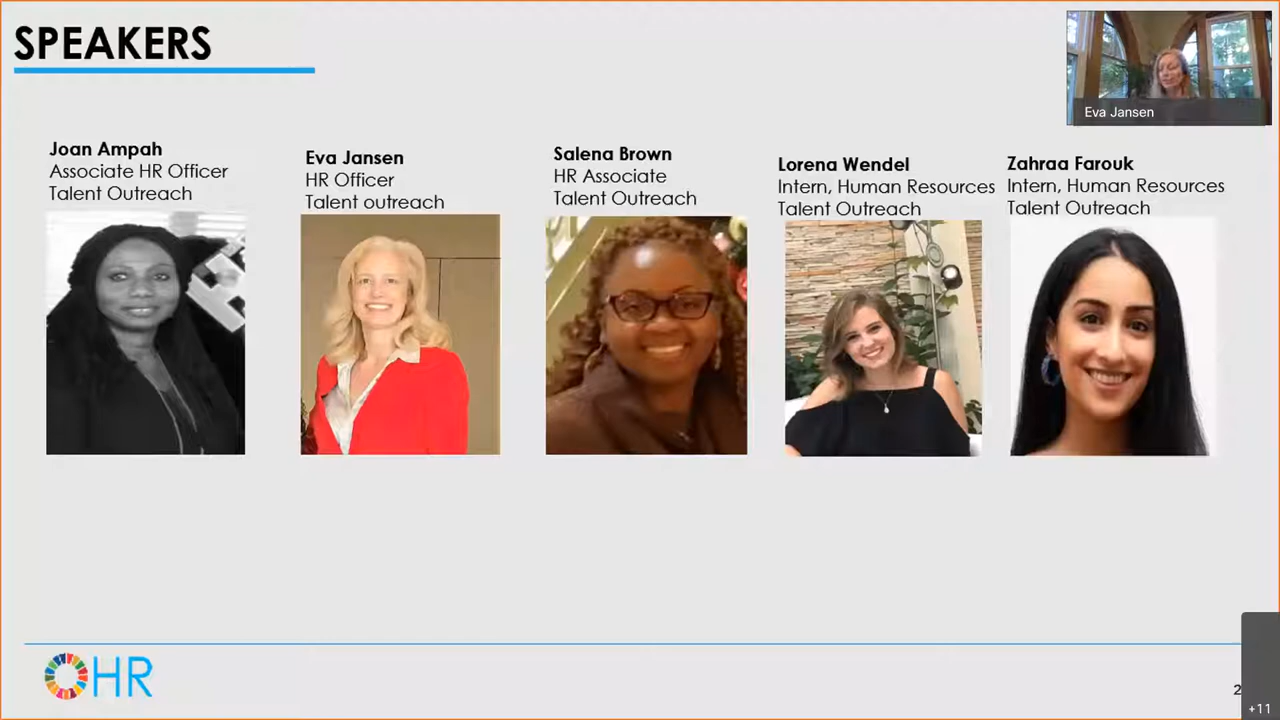 SPEAKERS
Eva Jansen
Joan Ampah
Associate HR Officer
Talent Outreach
Eva Jansen
HR Officer
Talent outreach
Salena Brown
HR Associate
Talent Outreach
Lorena Wendel
Intern, Human Resources
Talent Outreach
Zahraa Farouk
Intern, Human Resources
Talent Outreach
OHR
2
+11